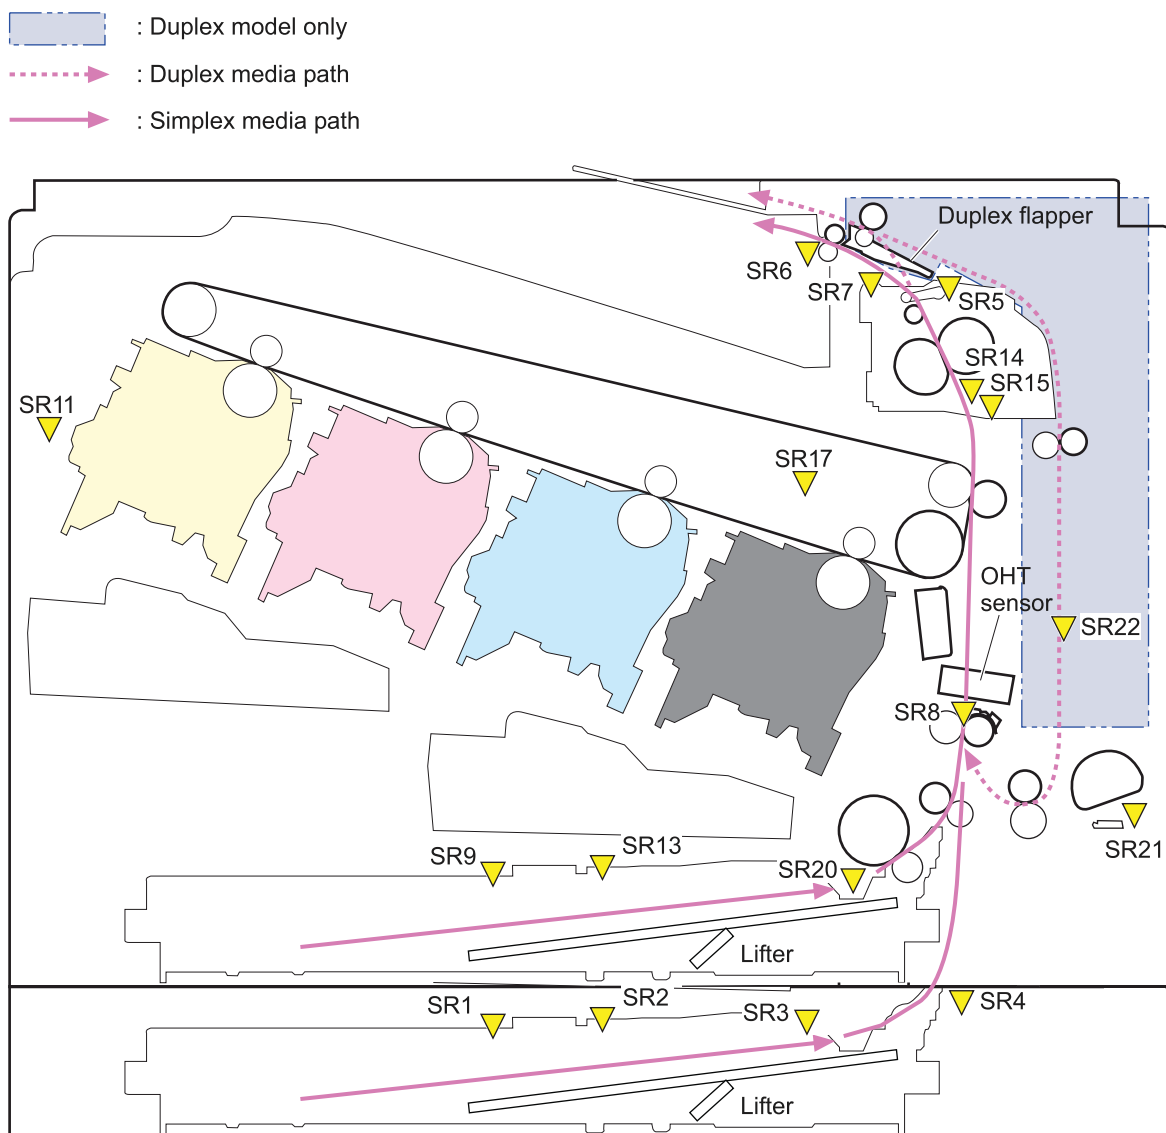 : Duplex model only
: Duplex media path
: Simplex media path
Duplex flapper
SR6
SR7
SR5
SR14
SR15
SR11
SR17
OHT
sensor
SR22
SR8
SR21
SR9
SR13
SR20
Lifter
SR1
SR2
SR3
SR4
Lifter